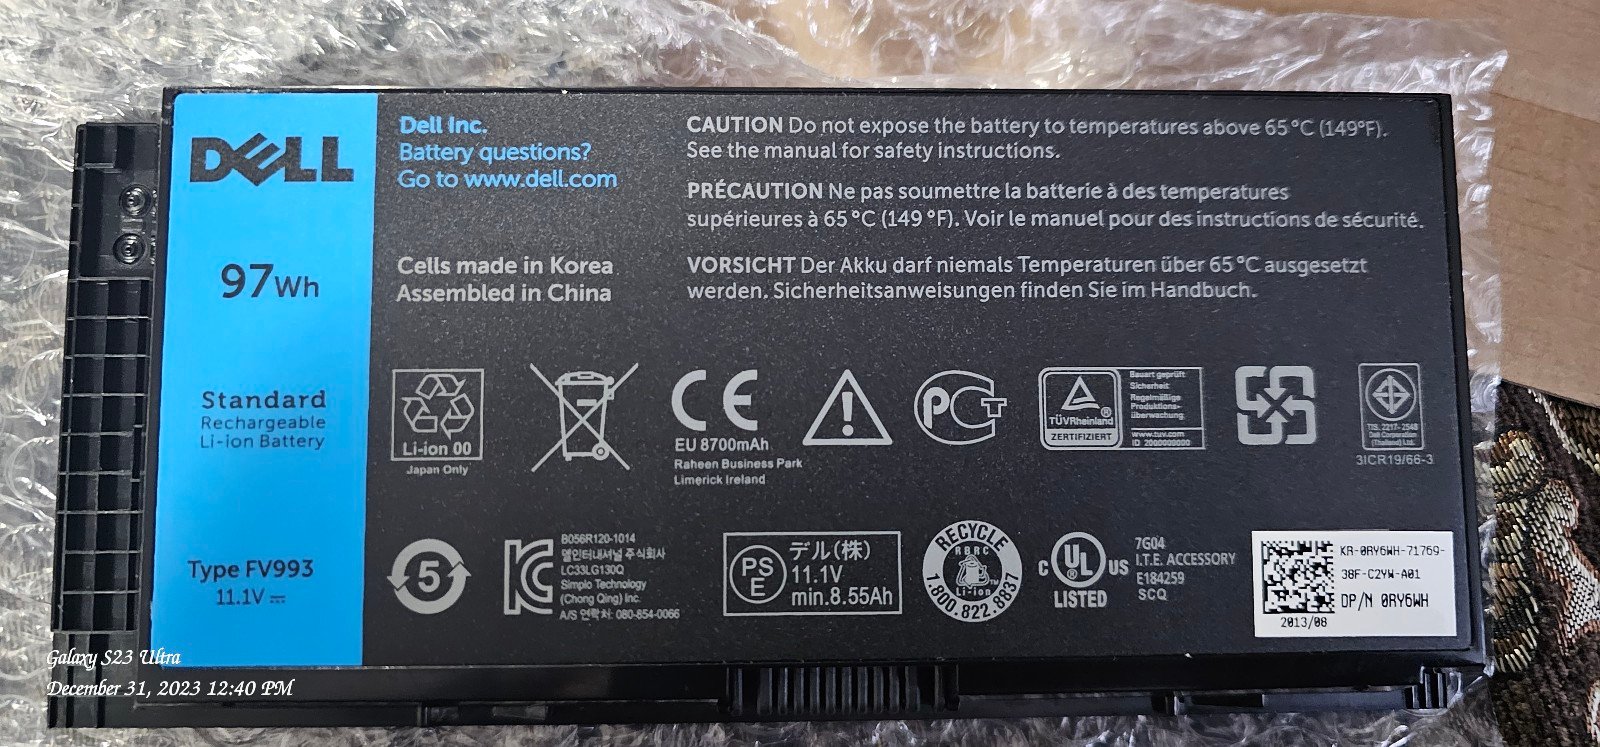 DELL
97Wh
Standard
Rechargeable
Li-ion Battery
Type FV993
11.1V
Dell Inc.
Battery questions?
Go to www.dell.com
Cells made in Korea
Assembled in China
CAUTION Do not expose the battery to temperatures above 65°C (149°F).
See the manual for safety instructions.
PRÉCAUTION Ne pas soumettre la batterie à des temperatures
supérieures à 65°C (149°F). Voir le manuel pour des instructions de sécurité.
VORSICHT Der Akku darf niemals Temperaturen über 65°C ausgesetzt
werden. Sicherheitsanweisungen finden Sie im Handbuch.
Li-ion 00
Japan Only
CE
EU 8700mAh
Raheen Business Park
Limerick Ireland
PCT
TÜVRheinland®
ZERTIFIZIERT
Bauart geprüft
Sicherheit
Regelmäßige
Produktions-
überwachung
www.tuv.com
ID 2000000000
TIS. 2217-2548
Dell Corporation
(Thailand) Ltd.
3ICR19/66-3
5
B056R120-1014
델인터내셔널 주식회사
LC33LG130Q
Simplo Technology
(Chong Qing) Inc.
A/S 연락처: 080-854-0066
PS
E
デル(株)
11.1V
min.8.55Ah
RECYCLE
RBRC
Li-ion
1.800.822.8837
C UL® US
LISTED
7G04
I.T.E. ACCESSORY
E184259
SCQ
KR-0RY6WH-71769-
38F-C2YW-A01
DP/N 0RY6WH
2013/08
Galaxy S23 Ultra
December 31, 2023 12:40 PM